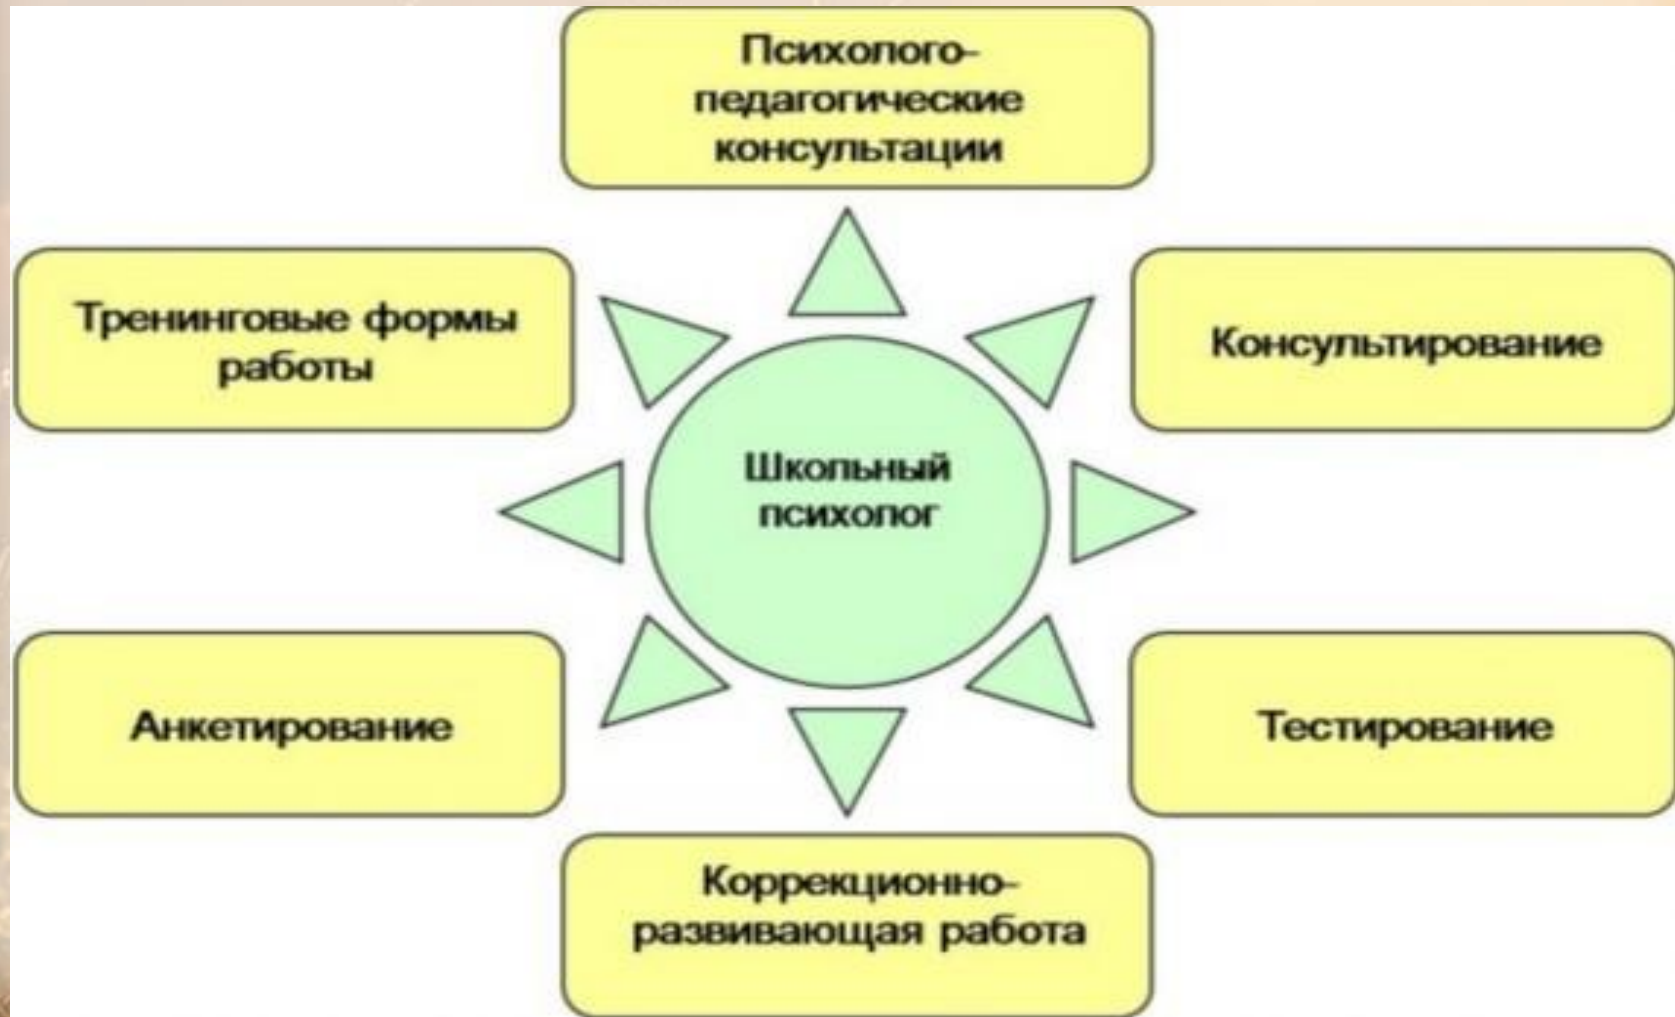 Психолого-
педагогические
консультации
Тренинговые формы
работы
Консультирование
Школьный
психолог
Анкетирование
Тестирование
Коррекционно-
развивающая работа